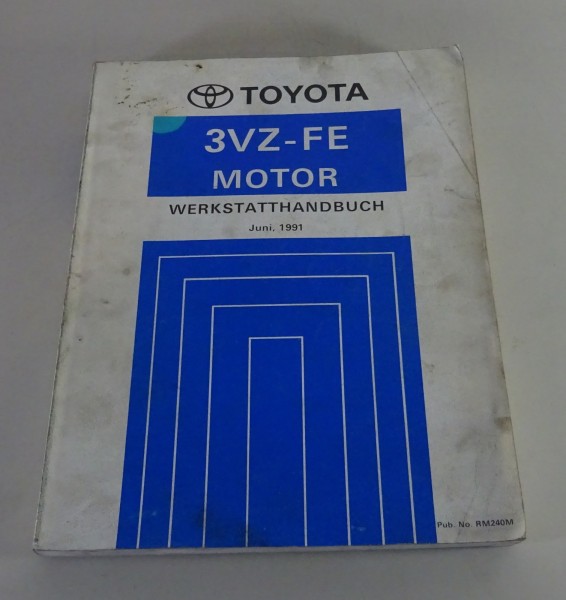 TOYOTA
3VZ-FE
MOTOR
WERKSTATTHANDBUCH
Juni, 1991
Pub. No. RM240M